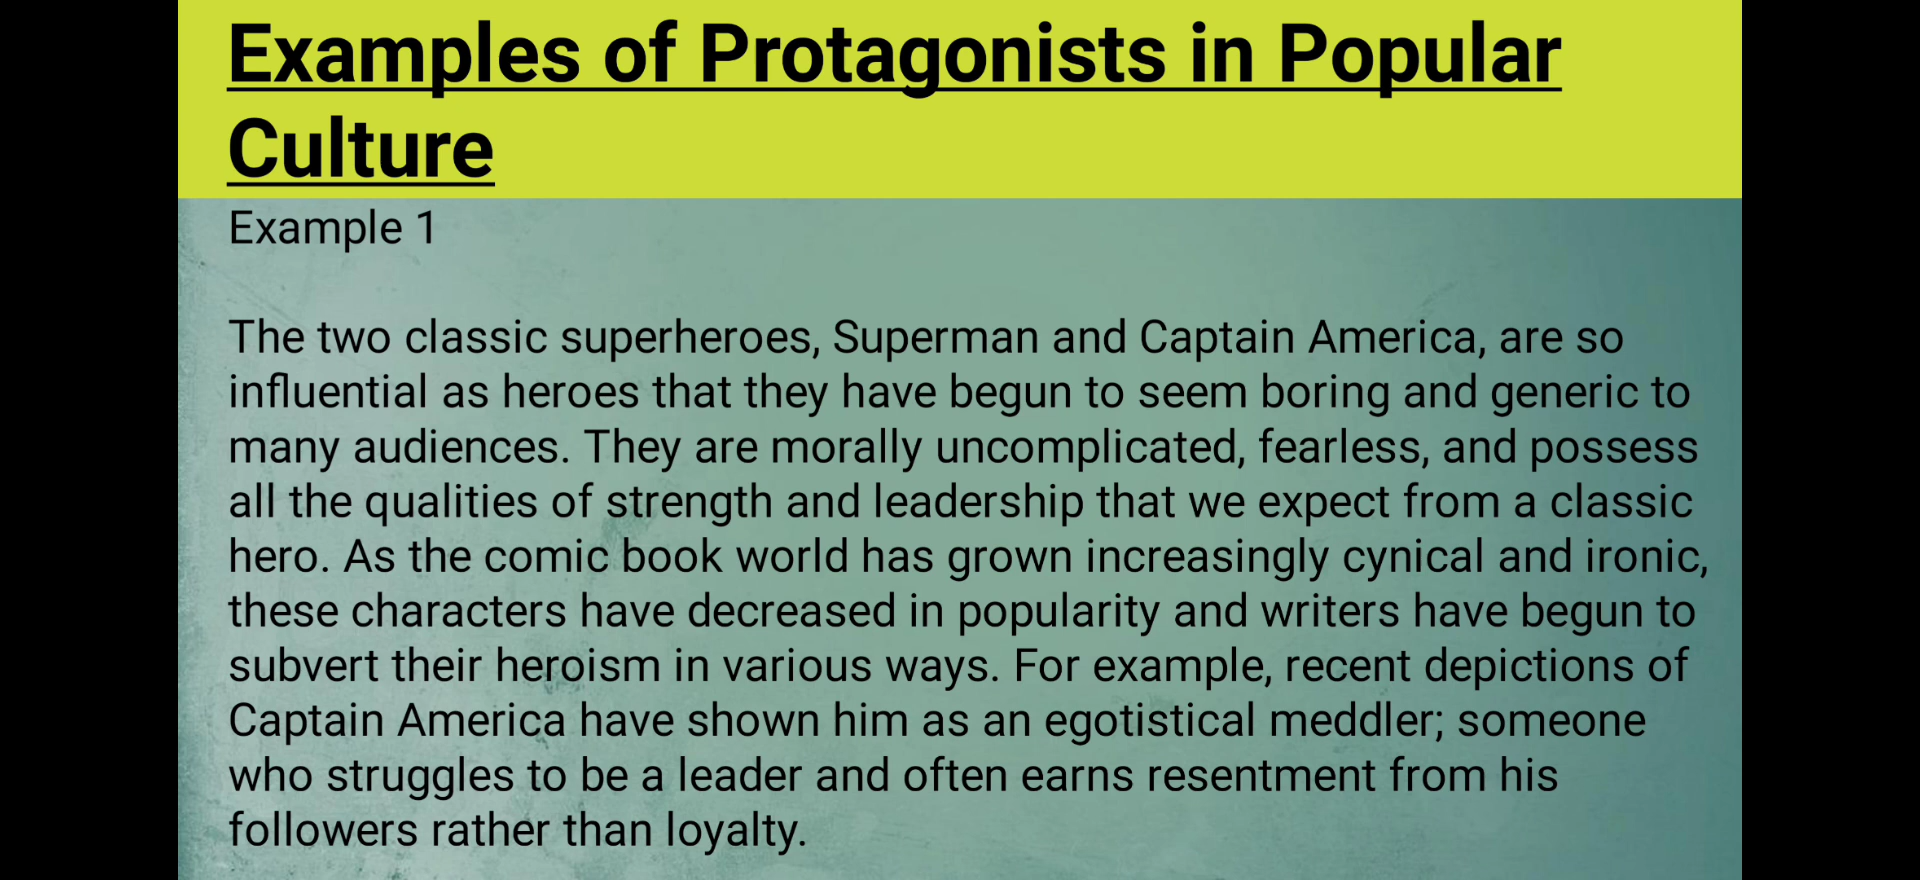 Examples of Protagonists in Popular
Culture
Example 1
The two classic superheroes, Superman and Captain America, are so
influential as heroes that they have begun to seem boring and generic to
many audiences. They are morally uncomplicated, fearless, and possess
all the qualities of strength and leadership that we expect from a classic
hero. As the comic book world has grown increasingly cynical and ironic,
these characters have decreased in popularity and writers have begun to
subvert their heroism in various ways. For example, recent depictions of
Captain America have shown him as an egotistical meddler; someone
who struggles to be a leader and often earns resentment from his
followers rather than loyalty.